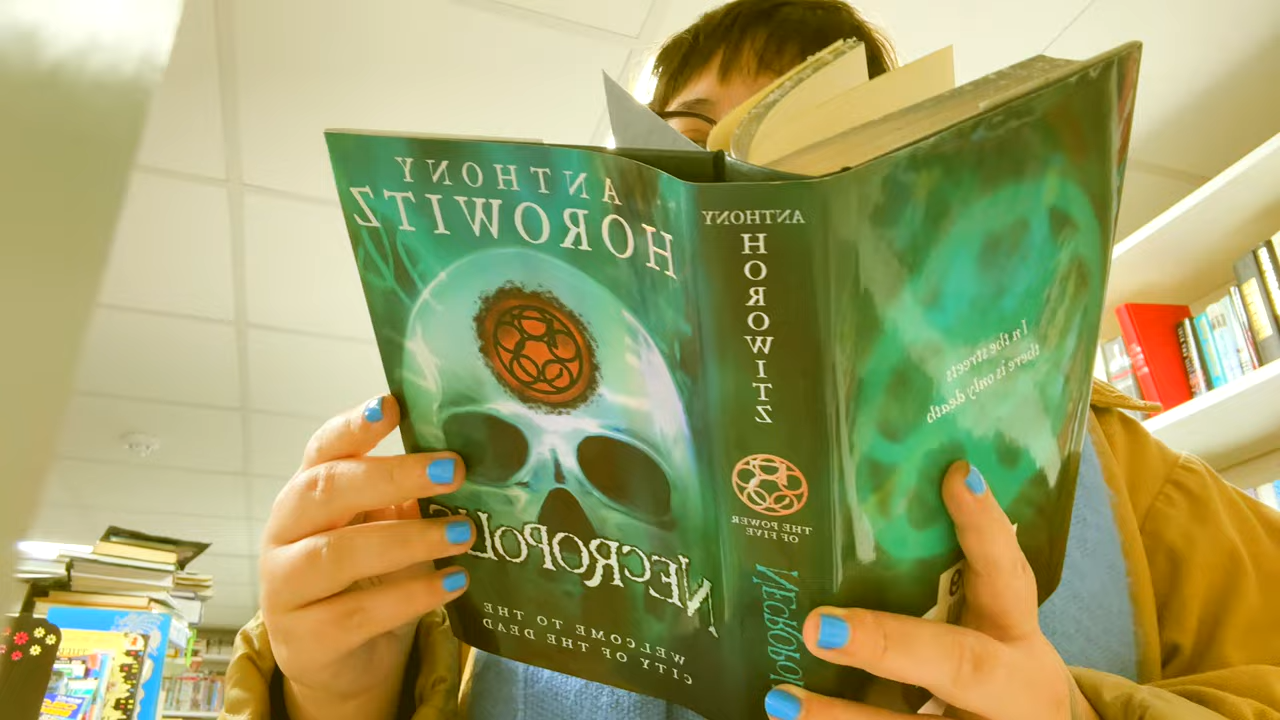 ANTHONY
HOROWITZ
NECROPOLIS
WELCOME TO THE
CITY OF THE DEAD
ANTHONY
HOROWITZ
THE POWER
OF FIVE
In the streets
there is only death